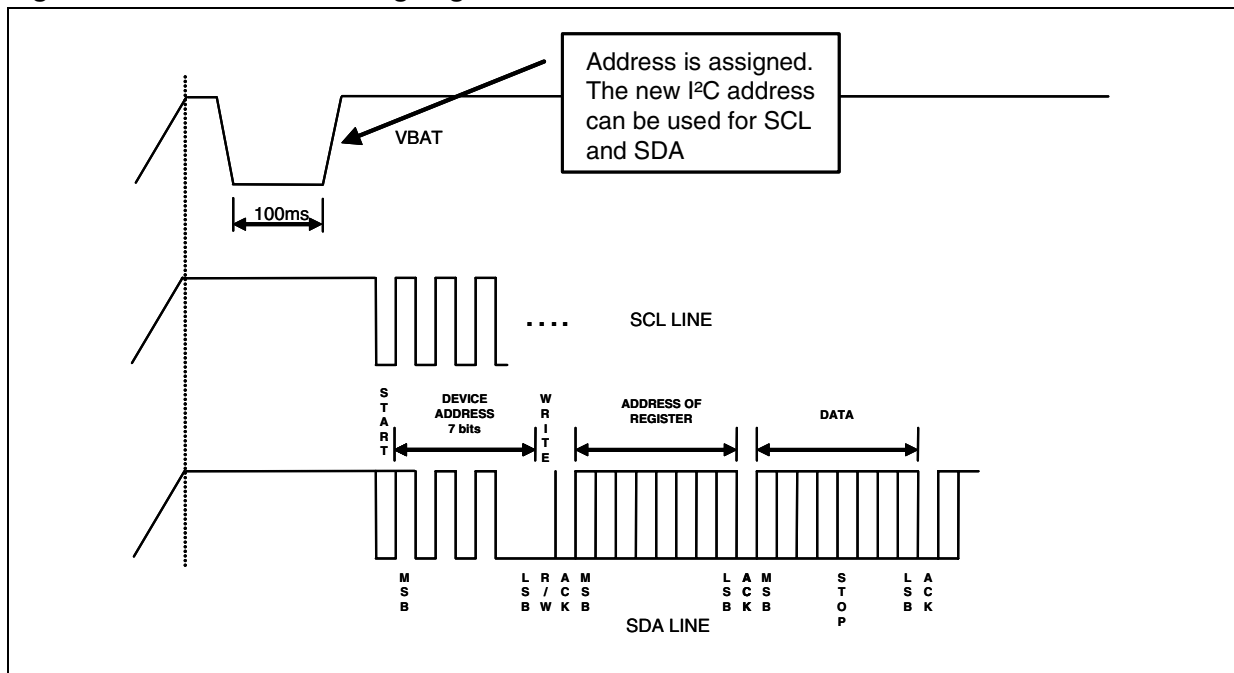 Address is assigned.
The new I²C address
can be used for SCL
and SDA
VBAT
100ms
....
SCL LINE
START
DEVICE
ADDRESS
7 bits
WRITE
ADDRESS OF
REGISTER
DATA
MSB
LSB
R/W
ACK
MSB
LSB
ACK
MSB
STOP
LSB
ACK
SDA LINE